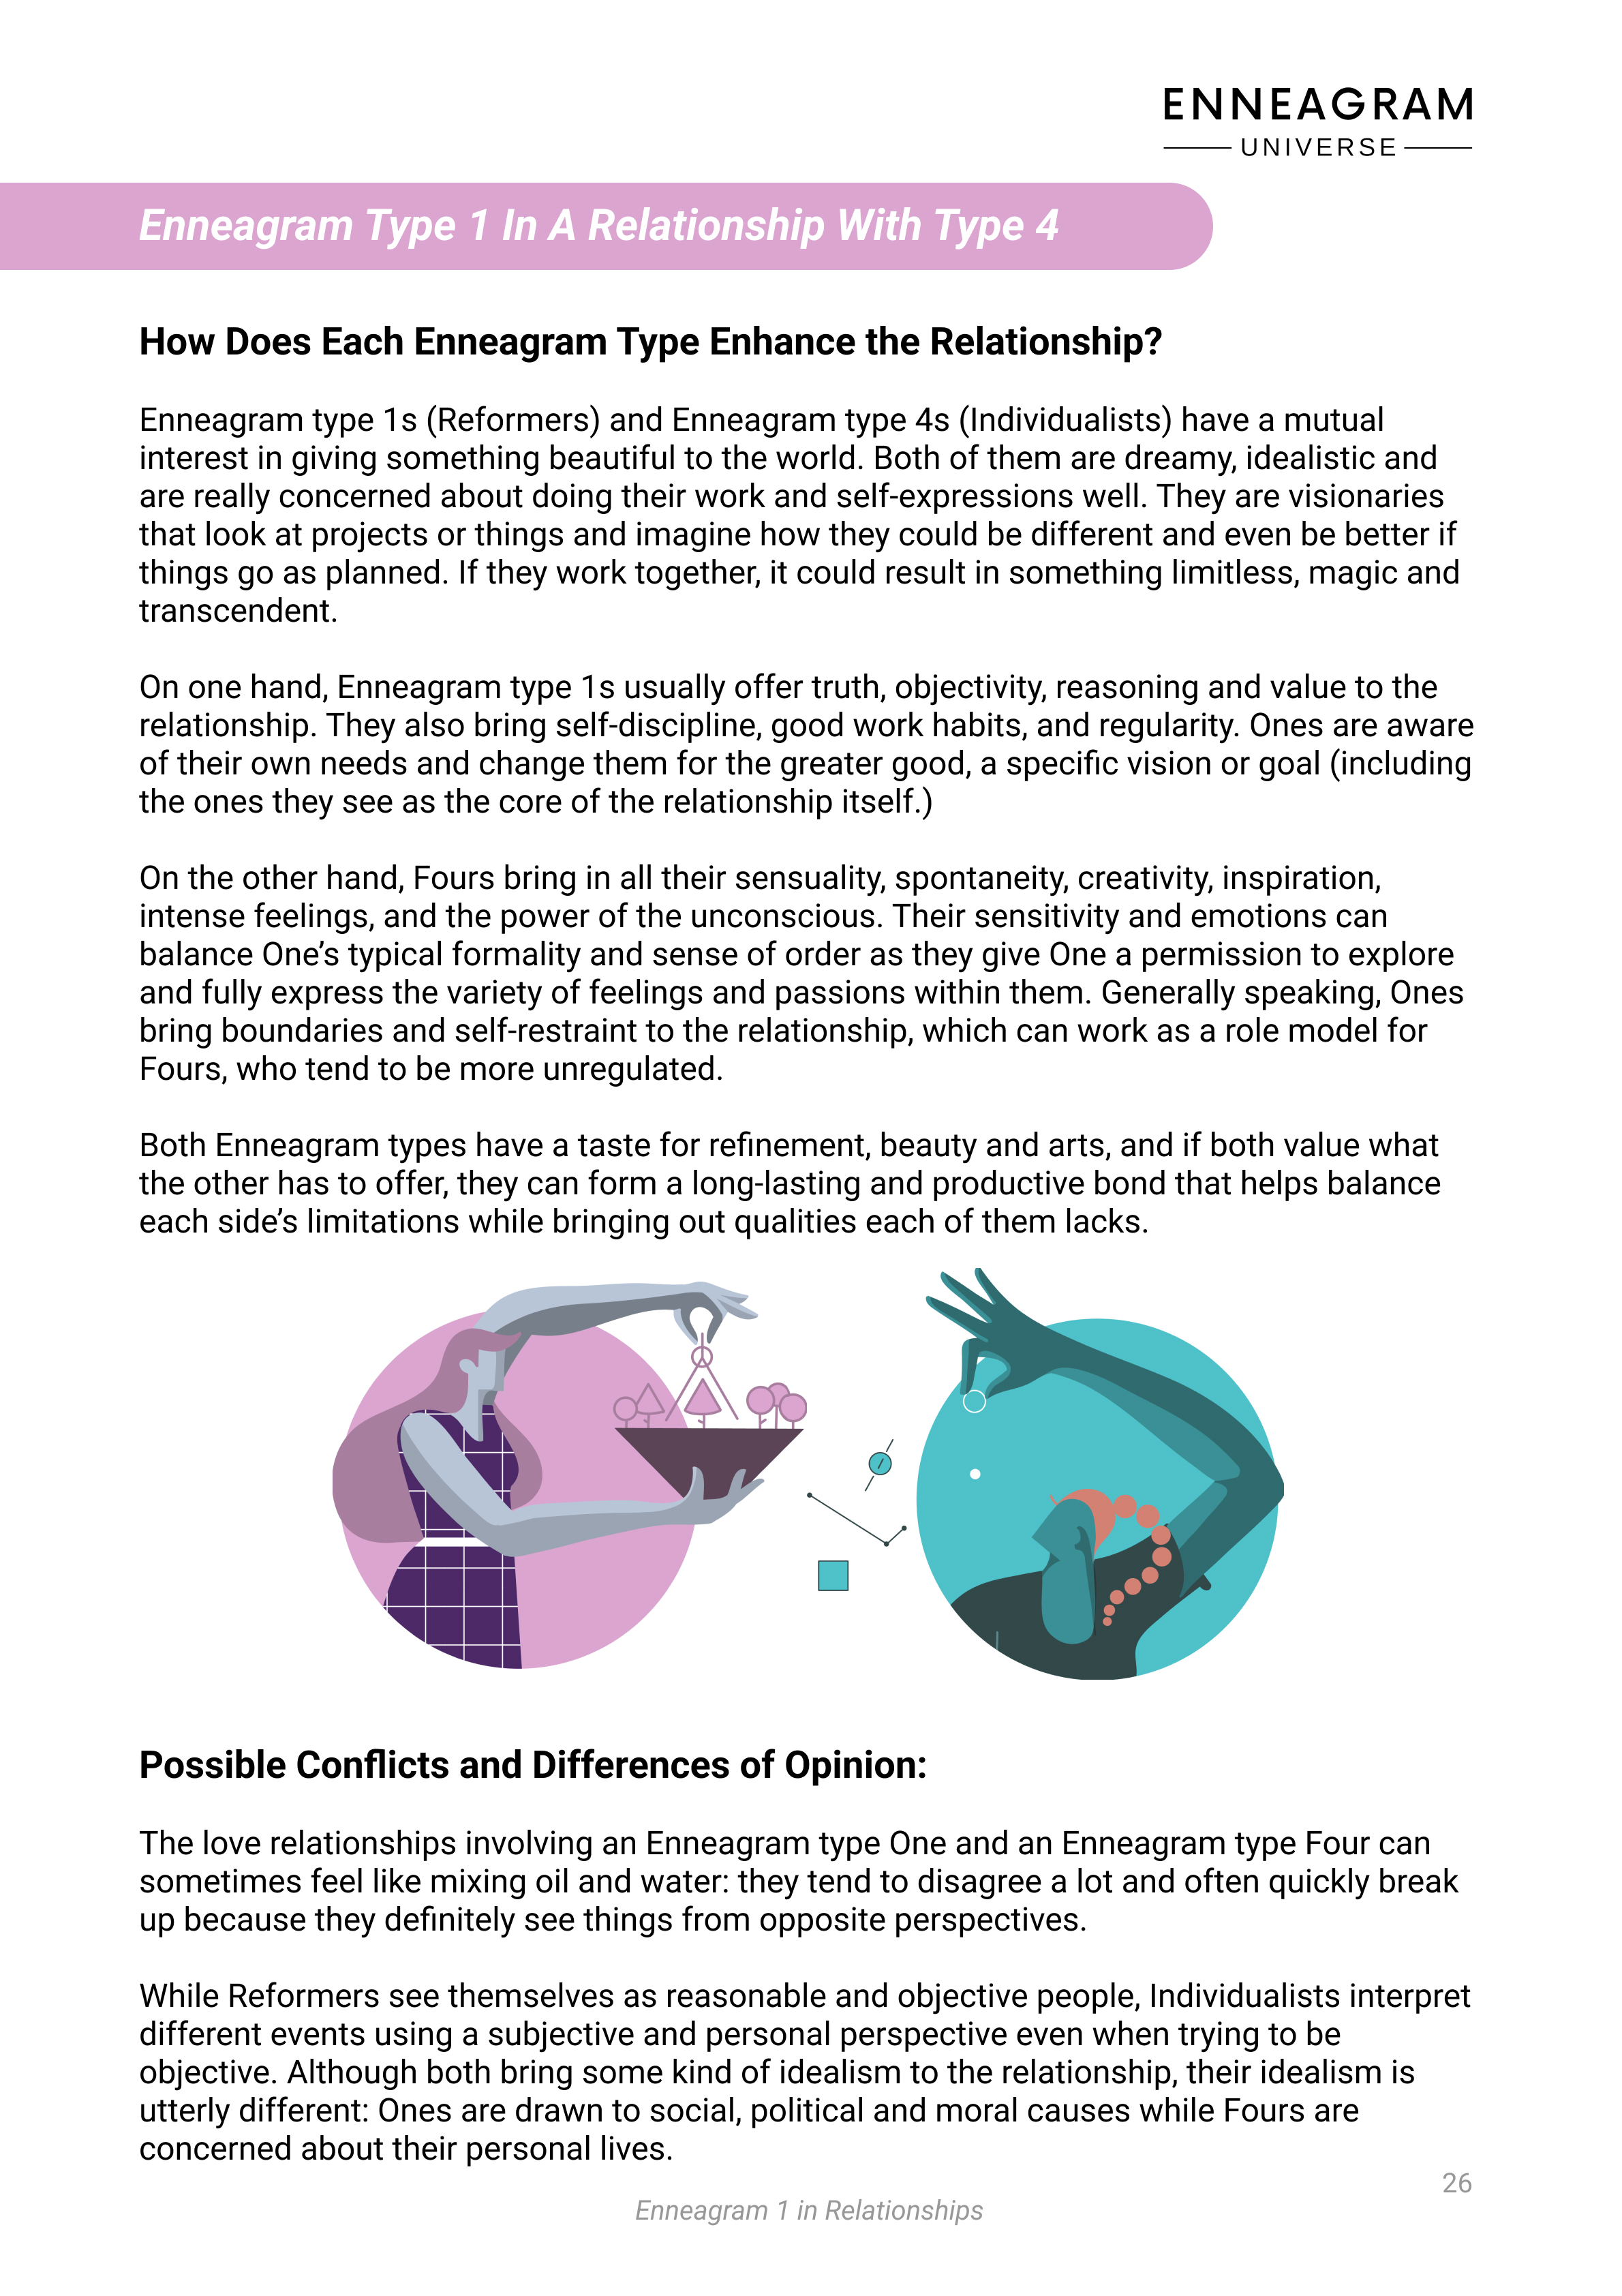 ENNEAGRAM
UNIVERSE
Enneagram Type 1 In A Relationship With Type 4
How Does Each Enneagram Type Enhance the Relationship?
Enneagram type 1s (Reformers) and Enneagram type 4s (Individualists) have a mutual
interest in giving something beautiful to the world. Both of them are dreamy, idealistic and
are really concerned about doing their work and self-expressions well. They are visionaries
that look at projects or things and imagine how they could be different and even be better if
things go as planned. If they work together, it could result in something limitless, magic and
transcendent.
On one hand, Enneagram type 1s usually offer truth, objectivity, reasoning and value to the
relationship. They also bring self-discipline, good work habits, and regularity. Ones are aware
of their own needs and change them for the greater good, a specific vision or goal (including
the ones they see as the core of the relationship itself.)
On the other hand, Fours bring in all their sensuality, spontaneity, creativity, inspiration,
intense feelings, and the power of the unconscious. Their sensitivity and emotions can
balance One’s typical formality and sense of order as they give One a permission to explore
and fully express the variety of feelings and passions within them. Generally speaking, Ones
bring boundaries and self-restraint to the relationship, which can work as a role model for
Fours, who tend to be more unregulated.
Both Enneagram types have a taste for refinement, beauty and arts, and if both value what
the other has to offer, they can form a long-lasting and productive bond that helps balance
each side’s limitations while bringing out qualities each of them lacks.
Possible Conflicts and Differences of Opinion:
The love relationships involving an Enneagram type One and an Enneagram type Four can
sometimes feel like mixing oil and water: they tend to disagree a lot and often quickly break
up because they definitely see things from opposite perspectives.
While Reformers see themselves as reasonable and objective people, Individualists interpret
different events using a subjective and personal perspective even when trying to be
objective. Although both bring some kind of idealism to the relationship, their idealism is
utterly different: Ones are drawn to social, political and moral causes while Fours are
concerned about their personal lives.
26
Enneagram 1 in Relationships